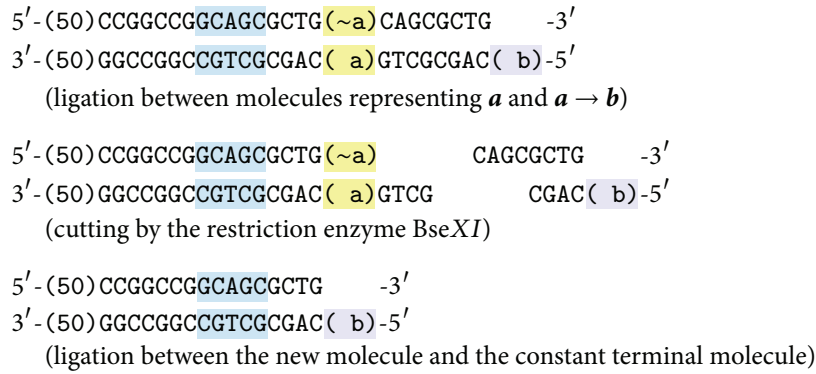 5′-(50)CCGGCCGGCAGCGCTG(~a)CAGCGCTG -3′
3′-(50)GGCCGGCCGTCGCGAC( a)GTCGCGAC( b)-5′
(ligation between molecules representing a and a → b)
5′-(50)CCGGCCGGCAGCGCTG(~a) CAGCGCTG -3′
3′-(50)GGCCGGCCGTCGCGAC( a)GTCG CGAC( b)-5′
(cutting by the restriction enzyme BseXI)
5′-(50)CCGGCCGGCAGCGCTG -3′
3′-(50)GGCCGGCCGTCGCGAC( b)-5′
(ligation between the new molecule and the constant terminal molecule)